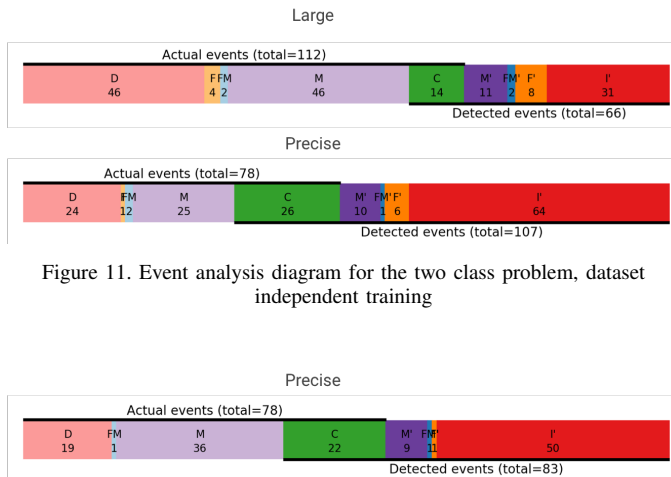 Large
Actual events (total=112)
D F FM M C M' FM' F' I'
46 4 2 46 14 11 2 8 31
Detected events (total=66)
Precise
Actual events (total=78)
D F FM M C M' FM' F' I'
24 1 2 25 26 10 1 6 64
Detected events (total=107)
Figure 11. Event analysis diagram for the two class problem, dataset
independent training
Precise
Actual events (total=78)
D FM M C M' FM' F' I'
19 1 36 22 9 1 1 50
Detected events (total=83)